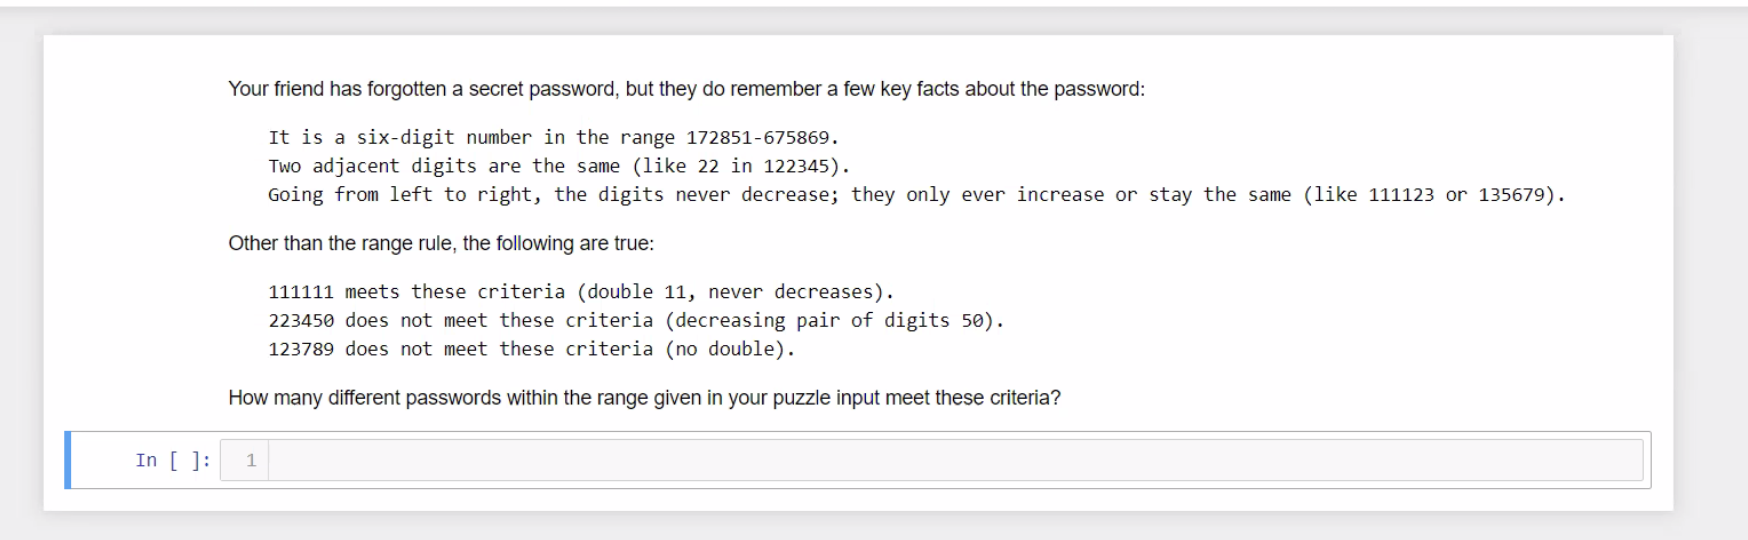 Your friend has forgotten a secret password, but they do remember a few key facts about the password:
It is a six-digit number in the range 172851-675869.
Two adjacent digits are the same (like 22 in 122345).
Going from left to right, the digits never decrease; they only ever increase or stay the same (like 111123 or 135679).
Other than the range rule, the following are true:
111111 meets these criteria (double 11, never decreases).
223450 does not meet these criteria (decreasing pair of digits 50).
123789 does not meet these criteria (no double).
How many different passwords within the range given in your puzzle input meet these criteria?
In [ ]: 1